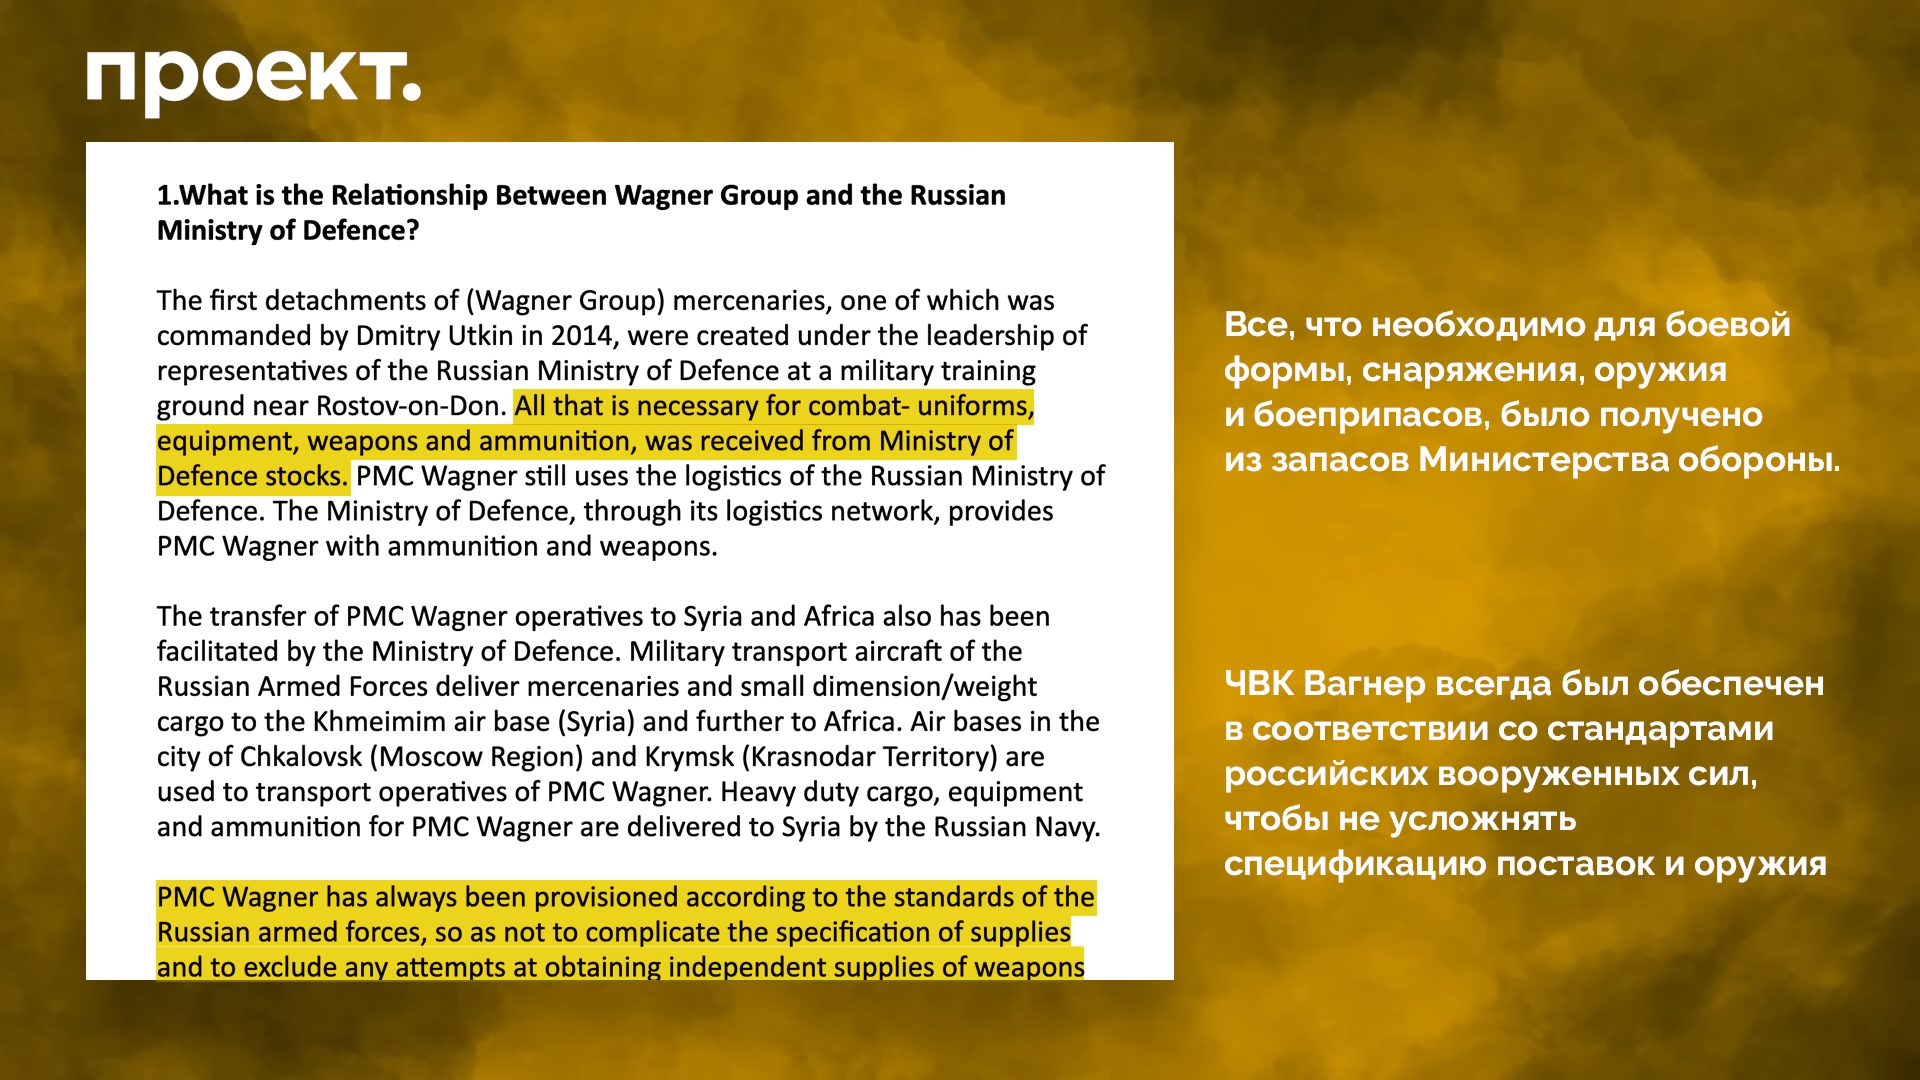 проект.
1.What is the Relationship Between Wagner Group and the Russian
Ministry of Defence?
The first detachments of (Wagner Group) mercenaries, one of which was
commanded by Dmitry Utkin in 2014, were created under the leadership of
representatives of the Russian Ministry of Defence at a military training
ground near Rostov-on-Don. All that is necessary for combat- uniforms,
equipment, weapons and ammunition, was received from Ministry of
Defence stocks. PMC Wagner still uses the logistics of the Russian Ministry of
Defence. The Ministry of Defence, through its logistics network, provides
PMC Wagner with ammunition and weapons.
The transfer of PMC Wagner operatives to Syria and Africa also has been
facilitated by the Ministry of Defence. Military transport aircraft of the
Russian Armed Forces deliver mercenaries and small dimension/weight
cargo to the Khmeimim air base (Syria) and further to Africa. Air bases in the
city of Chkalovsk (Moscow Region) and Krymsk (Krasnodar Territory) are
used to transport operatives of PMC Wagner. Heavy duty cargo, equipment
and ammunition for PMC Wagner are delivered to Syria by the Russian Navy.
PMC Wagner has always been provisioned according to the standards of the
Russian armed forces, so as not to complicate the specification of supplies
and to exclude any attempts at obtaining independent supplies of weapons
Все, что необходимо для боевой
формы, снаряжения, оружия
и боеприпасов, было получено
из запасов Министерства обороны.
ЧВК Вагнер всегда был обеспечен
в соответствии со стандартами
российских вооруженных сил,
чтобы не усложнять
спецификацию поставок и оружия